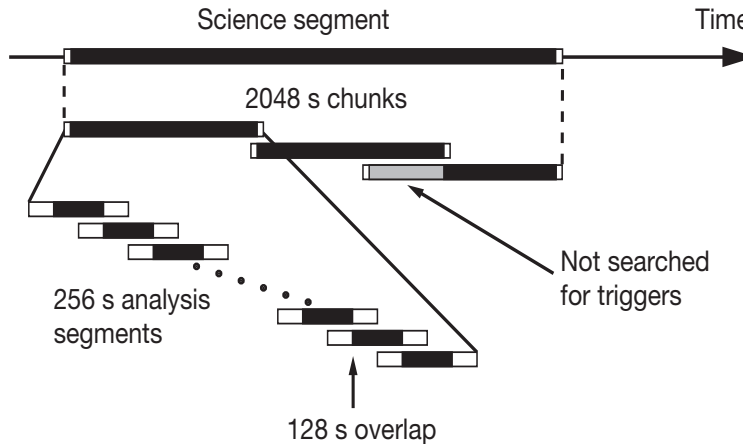 Science segment
Time
2048 s chunks
Not searched
for triggers
256 s analysis
segments
128 s overlap